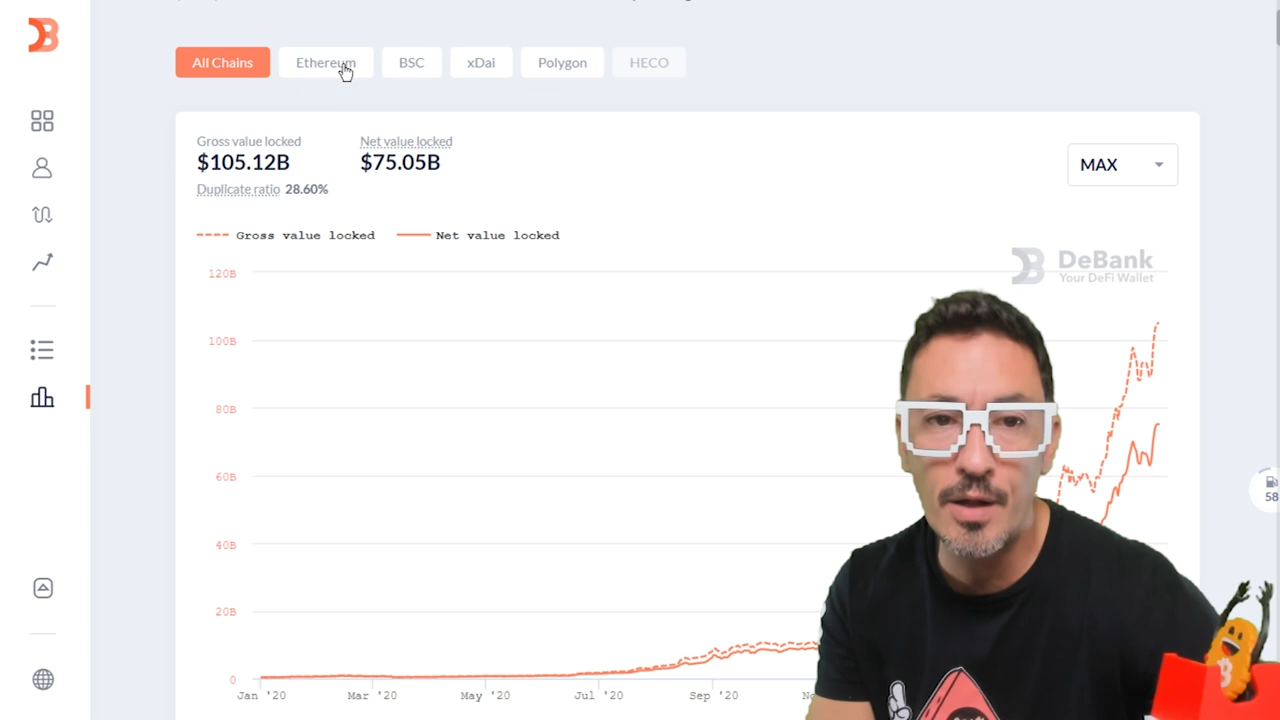 All Chains Ethereum BSC xDai Polygon HECO
Gross value locked Net value locked
$105.12B $75.05B
MAX
Duplicate ratio 28.60%
Gross value locked Net value locked
DeBank
Your DeFi Wallet
120B
100B
80B
60B
58
40B
20B
0
Jan '20 Mar '20 May '20 Jul '20 Sep '20